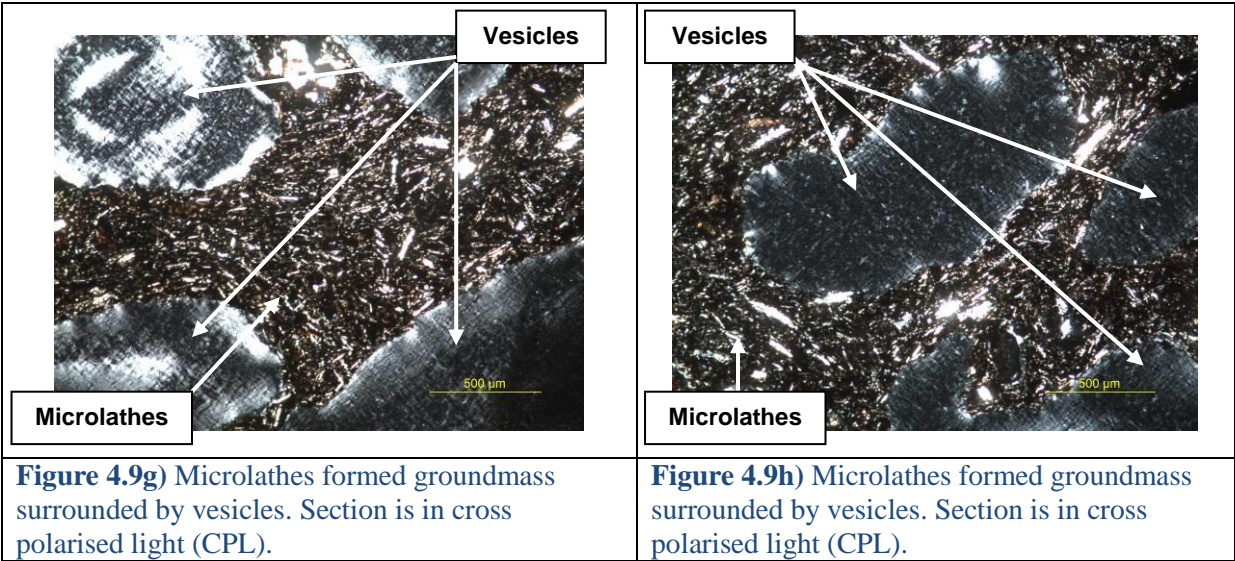 Vesicles
500 µm
Microlathes
Figure 4.9g) Microlathes formed groundmass
surrounded by vesicles. Section is in cross
polarised light (CPL).
Vesicles
500 µm
Microlathes
Figure 4.9h) Microlathes formed groundmass
surrounded by vesicles. Section is in cross
polarised light (CPL).